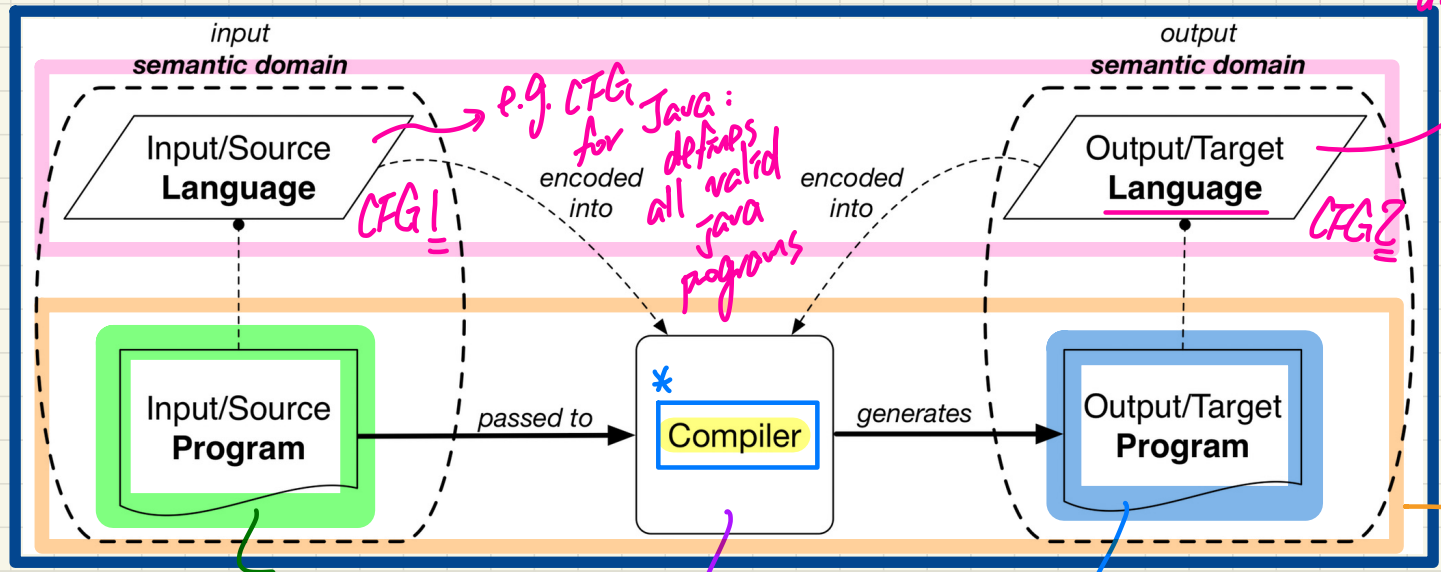 input
semantic domain
output
semantic domain
Input/Source
Language
CFG1
e.g. CFG
for Java:
defines
all valid
java
programs
encoded
into
encoded
into
Output/Target
Language
CFG2
Input/Source
Program
passed to
*
Compiler
generates
Output/Target
Program